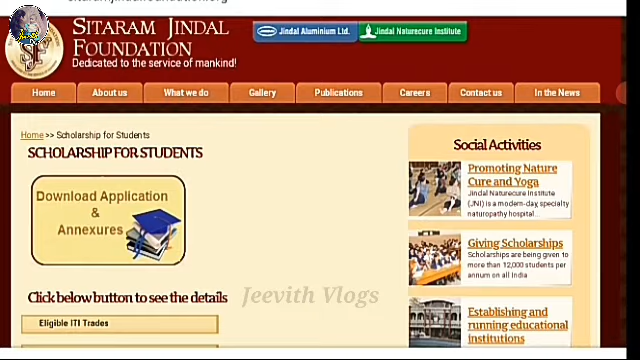 SITARAM JINDAL
FOUNDATION
Dedicated to the service of mankind!
Jindal Aluminium Ltd.
Jindal Naturecure Institute
Home
About us
What we do
Gallery
Publications
Careers
Contact us
In the News
Home >> Scholarship for Students
SCHOLARSHIP FOR STUDENTS
Download Application
&
Annexures
Click below button to see the details
Eligible ITI Trades
Jeevith Vlogs
Social Activities
Promoting Nature
Cure and Yoga
Jindal Naturecure Institute
(JNI) is a modern-day, specialty
naturopathy hospital...
Giving Scholarships
Scholarships are being given to
more than 12,000 students per
annum on all India
Establishing and
running educational
institutions